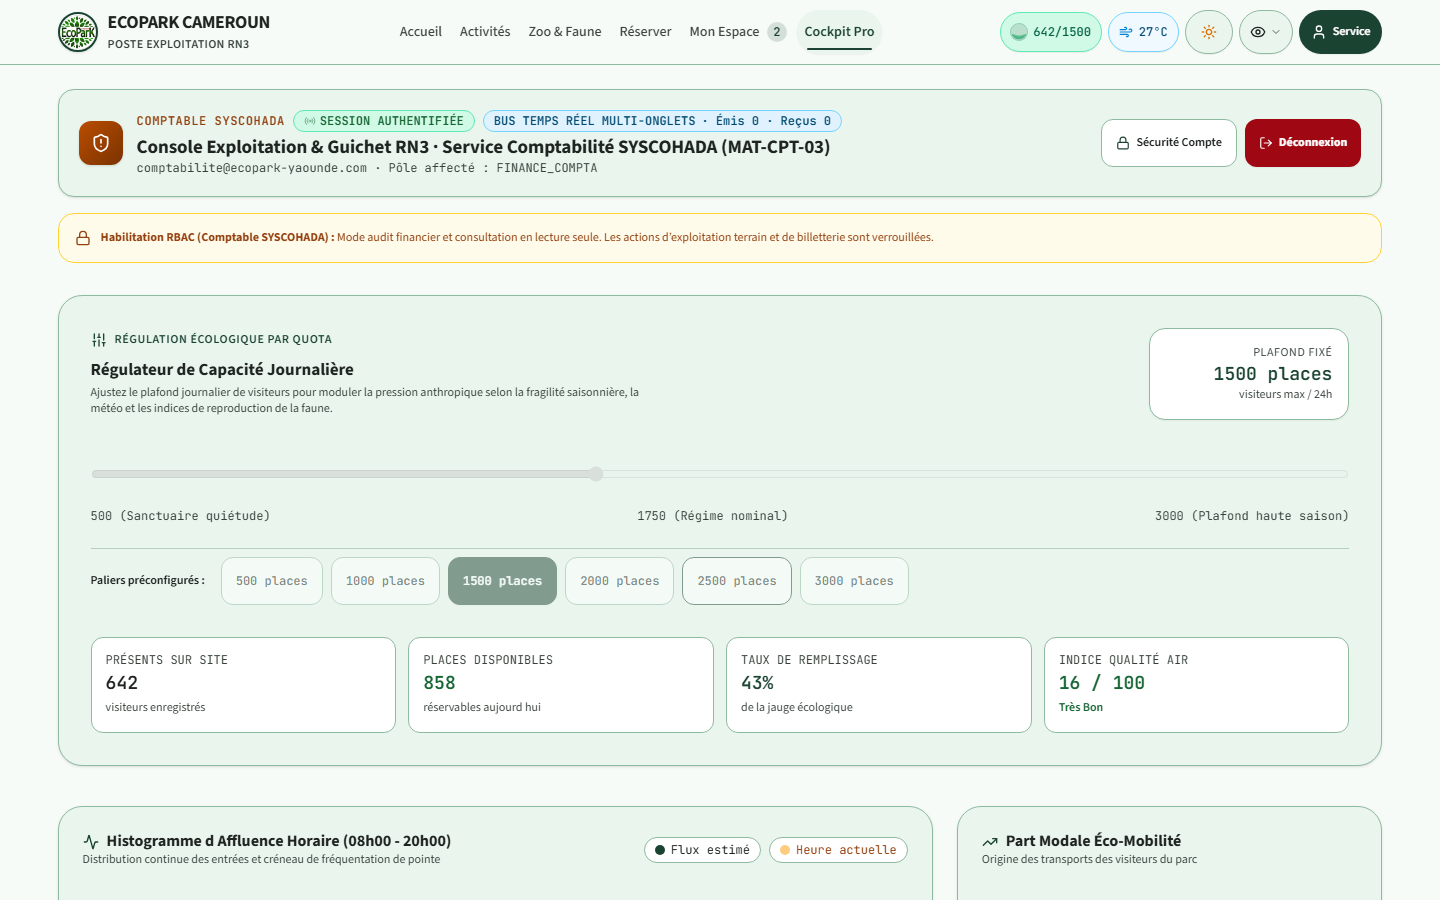 EcoPark
ECOPARK CAMEROUN
POSTE EXPLOITATION RN3
Accueil
Activités
Zoo & Faune
Réserver
Mon Espace 2
Cockpit Pro
642/1500
27°C
Service
COMPTABLE SYSCOHADA
SESSION AUTHENTIFIÉE
BUS TEMPS RÉEL MULTI-ONGLETS · Émis 0 · Reçus 0
Console Exploitation & Guichet RN3 · Service Comptabilité SYSCOHADA (MAT-CPT-03)
comptabilite@ecopark-yaounde.com · Pôle affecté : FINANCE_COMPTA
Sécurité Compte
Déconnexion
Habilitation RBAC (Comptable SYSCOHADA) : Mode audit financier et consultation en lecture seule. Les actions d’exploitation terrain et de billetterie sont verrouillées.
RÉGULATION ÉCOLOGIQUE PAR QUOTA
Régulateur de Capacité Journalière
Ajustez le plafond journalier de visiteurs pour moduler la pression anthropique selon la fragilité saisonnière, la
météo et les indices de reproduction de la faune.
PLAFOND FIXÉ
1500 places
visiteurs max / 24h
500 (Sanctuaire quiétude)
1750 (Régime nominal)
3000 (Plafond haute saison)
Paliers préconfigurés :
500 places
1000 places
1500 places
2000 places
2500 places
3000 places
PRÉSENTS SUR SITE
642
visiteurs enregistrés
PLACES DISPONIBLES
858
réservables aujourd hui
TAUX DE REMPLISSAGE
43%
de la jauge écologique
INDICE QUALITÉ AIR
16 / 100
Très Bon
Histogramme d Affluence Horaire (08h00 - 20h00)
Distribution continue des entrées et créneau de fréquentation de pointe
Flux estimé
Heure actuelle
Part Modale Éco-Mobilité
Origine des transports des visiteurs du parc